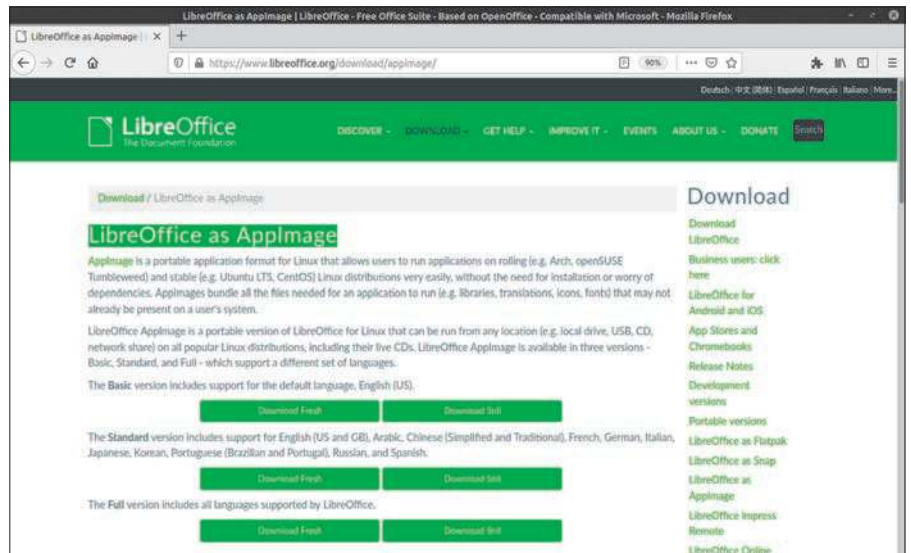 LibreOffice as AppImage | LibreOffice - Free Office Suite - Based on OpenOffice - Compatible with Microsoft - Mozilla Firefox
LibreOffice as AppImage |
https://www.libreoffice.org/download/appimage/
90%
Deutsch | 中文 (简体) | Español | Français | Italiano | More...
LibreOffice
The Document Foundation
DISCOVER
DOWNLOAD
GET HELP
IMPROVE IT
EVENTS
ABOUT US
DONATE
Search
Download / LibreOffice as AppImage
LibreOffice as AppImage
AppImage is a portable application format for Linux that allows users to run applications on rolling (e.g. Arch, openSUSE
Tumbleweed) and stable (e.g. Ubuntu LTS, CentOS) Linux distributions very easily, without the need for installation or worry of
dependencies. AppImages bundle all the files needed for an application to run (e.g. libraries, translations, icons, fonts) that may not
already be present on a user's system.
LibreOffice AppImage is a portable version of LibreOffice for Linux that can be run from any location (e.g. local drive, USB, CD,
network share) on all popular Linux distributions, including their live CDs. LibreOffice AppImage is available in three versions -
Basic, Standard, and Full - which support a different set of languages.
The Basic version includes support for the default language, English (US).
Download Fresh
Download Still
The Standard version includes support for English (US and GB), Arabic, Chinese (Simplified and Traditional), French, German, Italian,
Japanese, Korean, Portuguese (Brazilian and Portugal), Russian, and Spanish.
Download Fresh
Download Still
The Full version includes all languages supported by LibreOffice.
Download Fresh
Download Still
Download
Download
LibreOffice
Business users: click
here
LibreOffice for
Android and iOS
App Stores and
Chromebooks
Release Notes
Development
versions
Portable versions
LibreOffice as Flatpak
LibreOffice as Snap
LibreOffice as
AppImage
LibreOffice Impress
Remote
LibreOffice Online